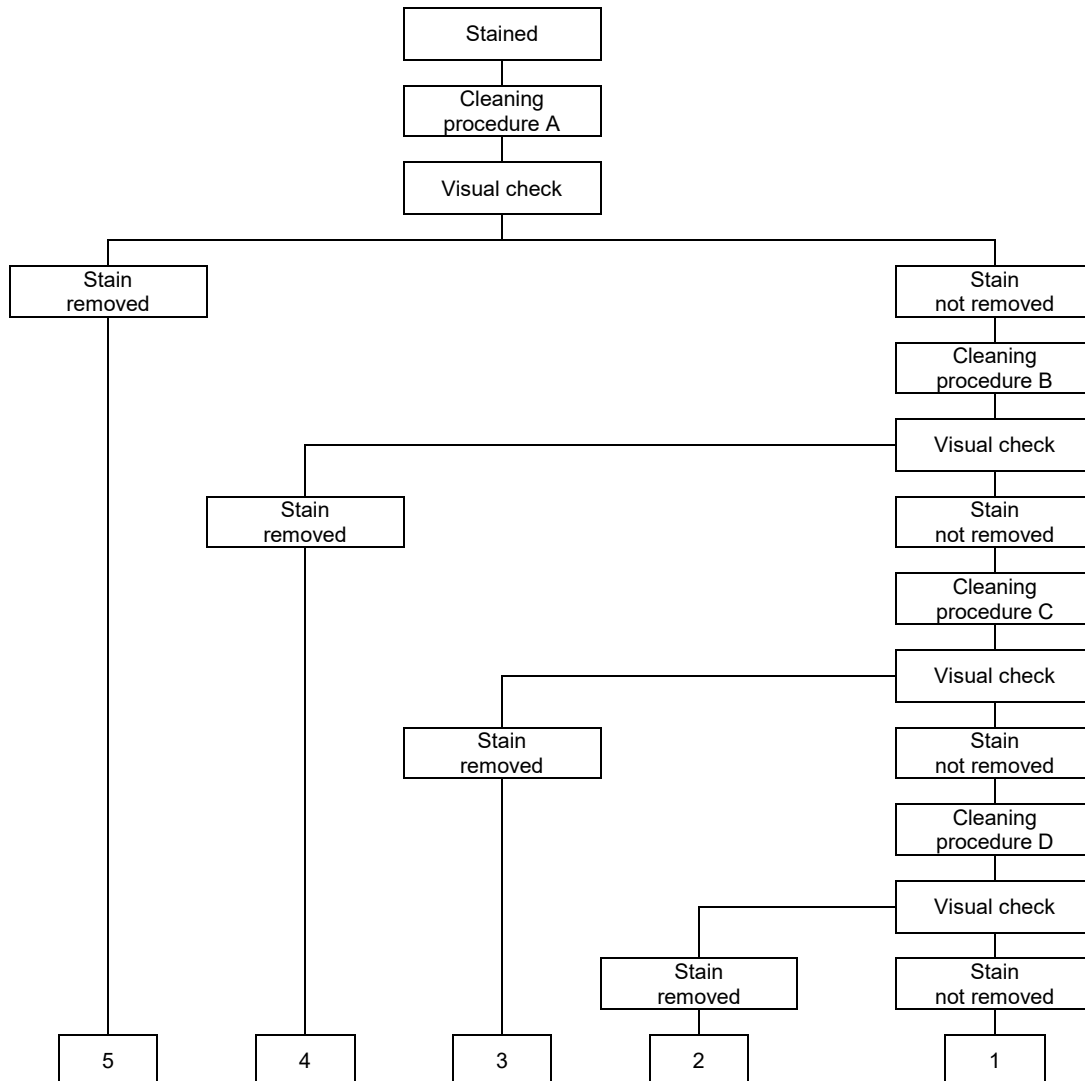 Stained
Cleaning
procedure A
Visual check
Stain
removed
Stain
not removed
Cleaning
procedure B
Visual check
Stain
removed
Stain
not removed
Cleaning
procedure C
Visual check
Stain
removed
Stain
not removed
Cleaning
procedure D
Visual check
Stain
removed
Stain
not removed
5
4
3
2
1